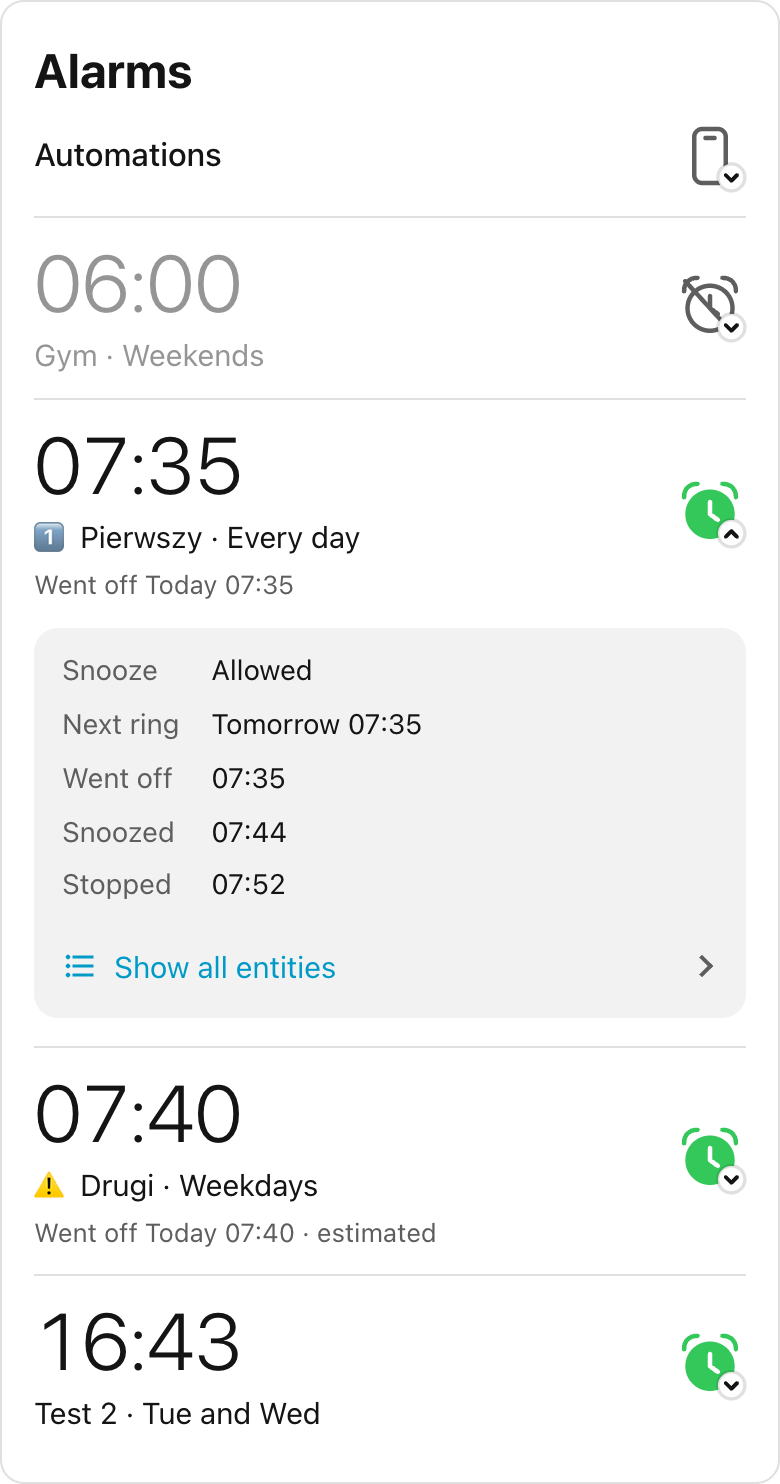 Alarms
Automations
06:00
Gym · Weekends
07:35
1️⃣ Pierwszy · Every day
Went off Today 07:35
Snooze Allowed
Next ring Tomorrow 07:35
Went off 07:35
Snoozed 07:44
Stopped 07:52
Show all entities
07:40
⚠️ Drugi · Weekdays
Went off Today 07:40 · estimated
16:43
Test 2 · Tue and Wed